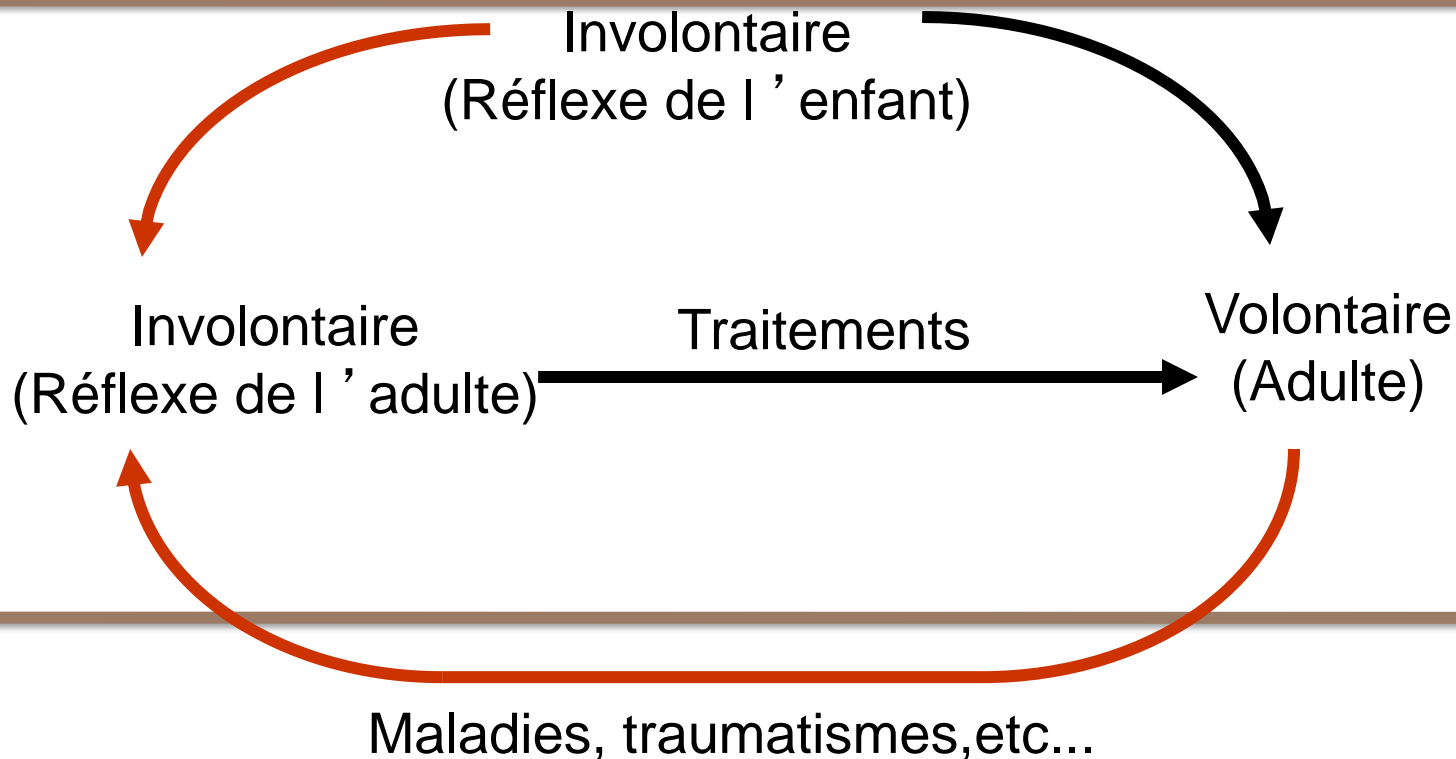 Involontaire
(Réflexe de l ’ enfant)
Involontaire
(Réflexe de l ’ adulte)
Traitements
Volontaire
(Adulte)
Maladies, traumatismes,etc...